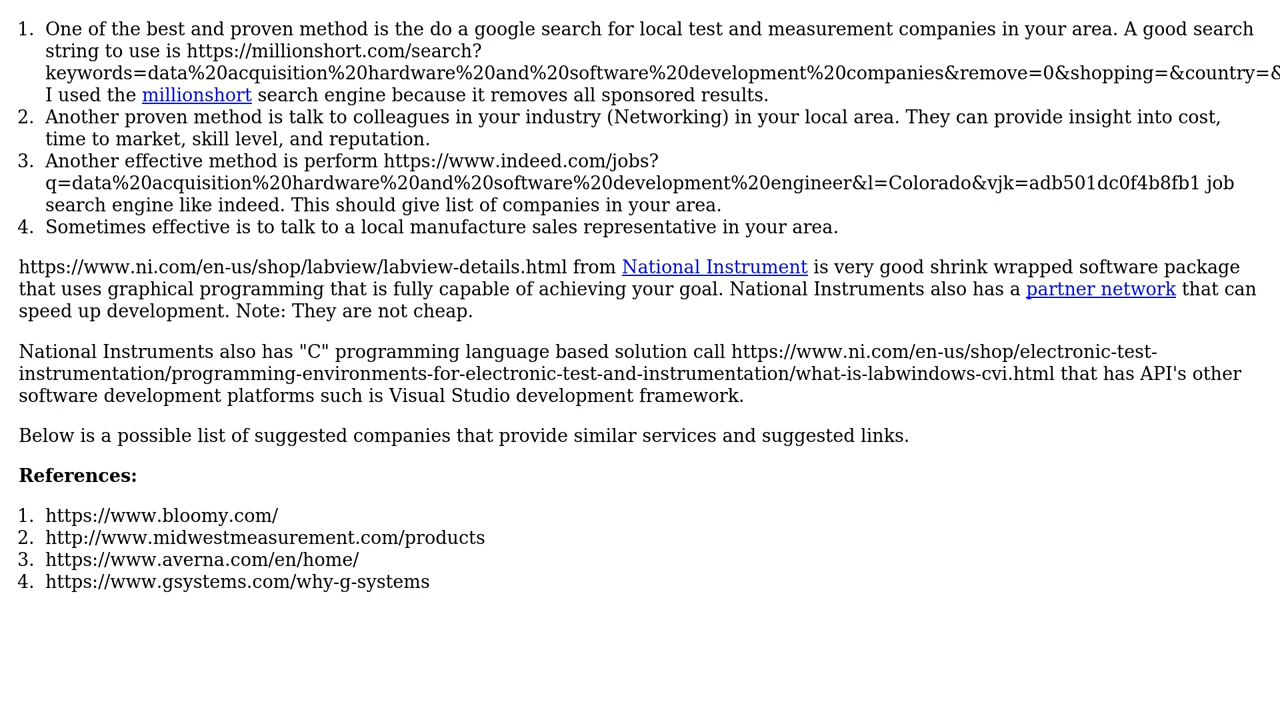 1. One of the best and proven method is the do a google search for local test and measurement companies in your area. A good search
string to use is https://millionshort.com/search?
keywords=data%20acquisition%20hardware%20and%20software%20development%20companies&remove=0&shopping=&country=&
I used the millionshort search engine because it removes all sponsored results.
2. Another proven method is talk to colleagues in your industry (Networking) in your local area. They can provide insight into cost,
time to market, skill level, and reputation.
3. Another effective method is perform https://www.indeed.com/jobs?
q=data%20acquisition%20hardware%20and%20software%20development%20engineer&l=Colorado&vjk=adb501dc0f4b8fb1 job
search engine like indeed. This should give list of companies in your area.
4. Sometimes effective is to talk to a local manufacture sales representative in your area.
https://www.ni.com/en-us/shop/labview/labview-details.html from National Instrument is very good shrink wrapped software package
that uses graphical programming that is fully capable of achieving your goal. National Instruments also has a partner network that can
speed up development. Note: They are not cheap.
National Instruments also has "C" programming language based solution call https://www.ni.com/en-us/shop/electronic-test-
instrumentation/programming-environments-for-electronic-test-and-instrumentation/what-is-labwindows-cvi.html that has API's other
software development platforms such is Visual Studio development framework.
Below is a possible list of suggested companies that provide similar services and suggested links.
References:
1. https://www.bloomy.com/
2. http://www.midwestmeasurement.com/products
3. https://www.averna.com/en/home/
4. https://www.gsystems.com/why-g-systems